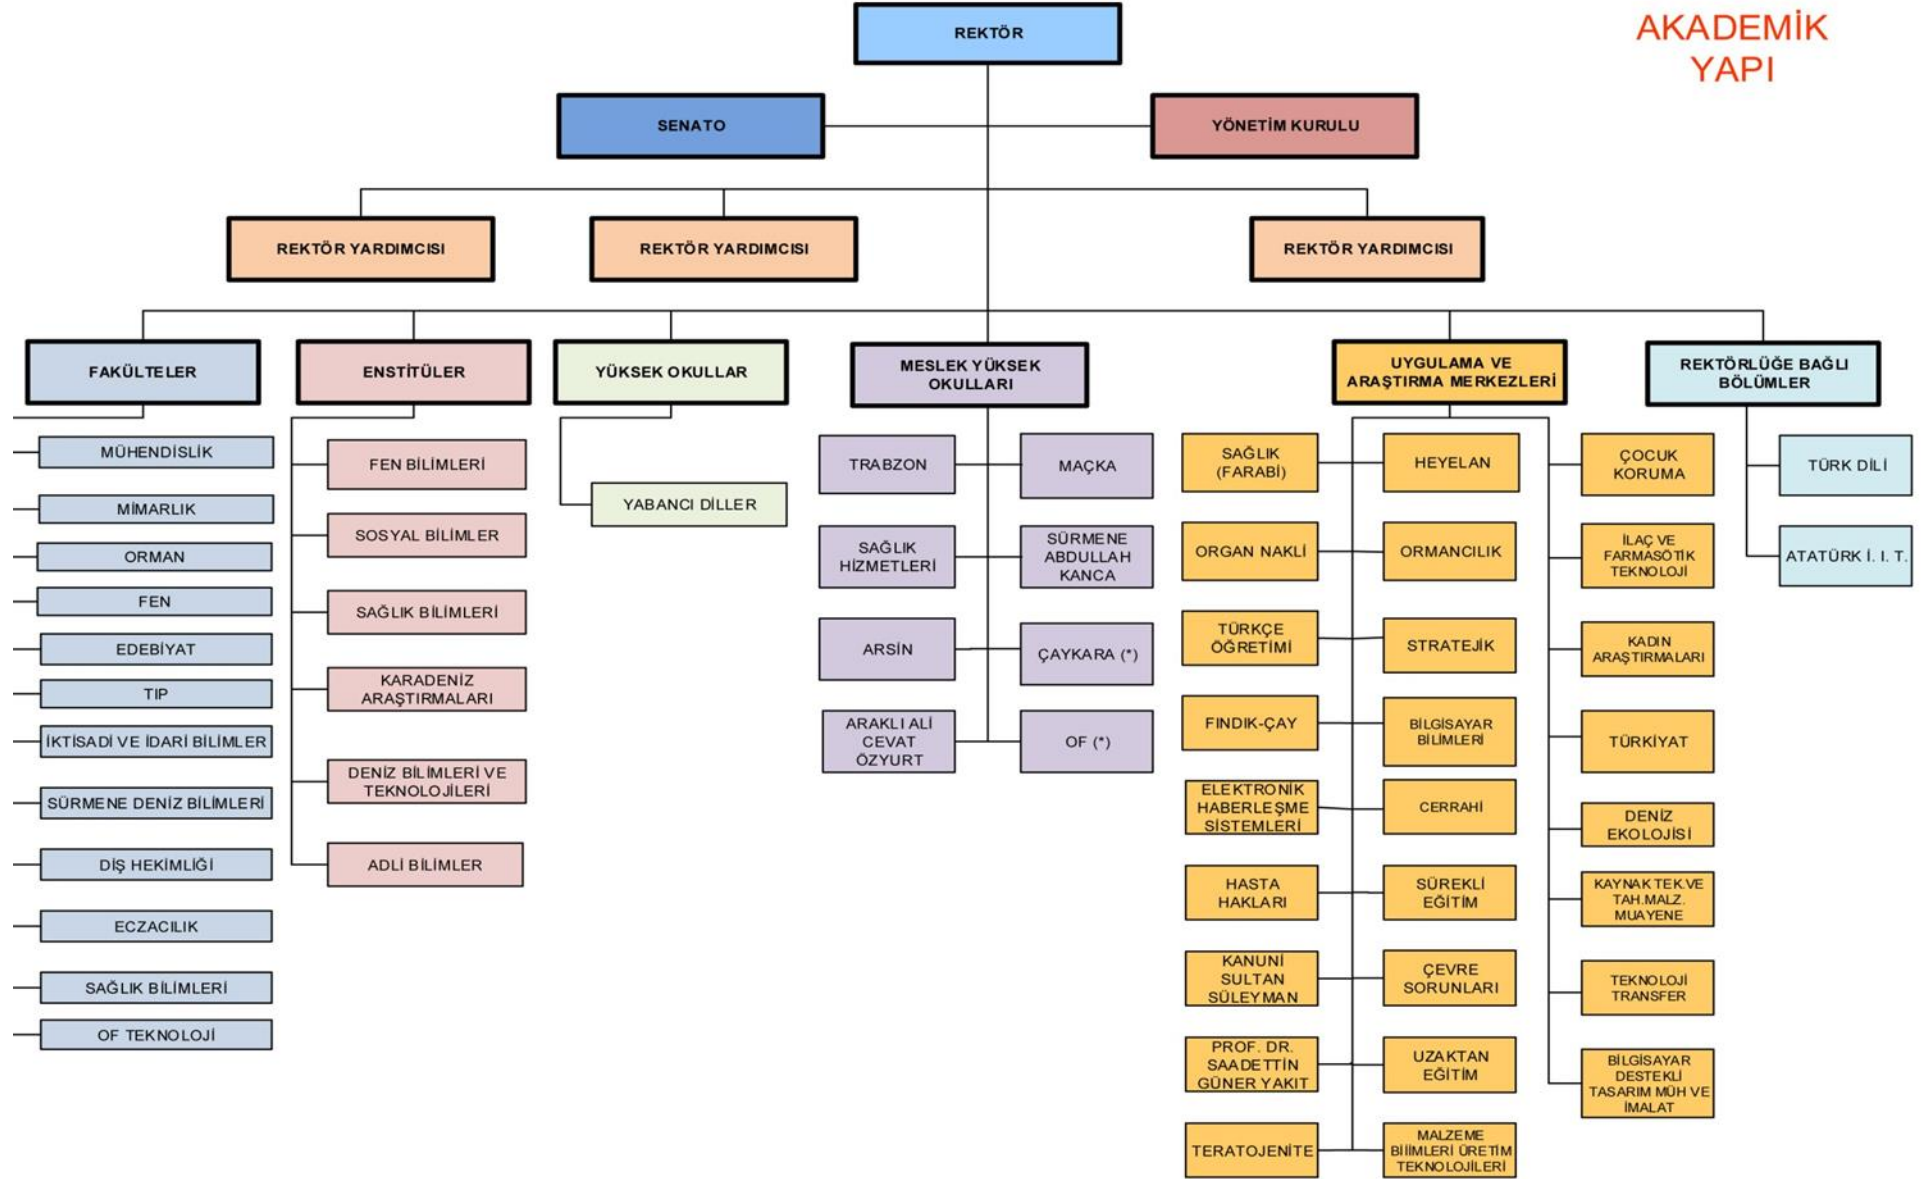 AKADEMİK
YAPI
REKTÖR
SENATO
YÖNETİM KURULU
REKTÖR YARDIMCISI
REKTÖR YARDIMCISI
REKTÖR YARDIMCISI
FAKÜLTELER
MÜHENDİSLİK
MİMARLIK
ORMAN
FEN
EDEBİYAT
TIP
İKTİSADİ VE İDARİ BİLİMLER
SÜRMENE DENİZ BİLİMLERİ
DİŞ HEKİMLİĞİ
ECZACILIK
SAĞLIK BİLİMLERİ
OF TEKNOLOJİ
ENSTİTÜLER
FEN BİLİMLERİ
SOSYAL BİLİMLER
SAĞLIK BİLİMLERİ
KARADENİZ
ARAŞTIRMALARI
DENİZ BİLİMLERİ VE
TEKNOLOJİLERİ
ADLİ BİLİMLER
YÜKSEK OKULLAR
YABANCI DİLLER
MESLEK YÜKSEK
OKULLARI
TRABZON
MAÇKA
SAĞLIK
HİZMETLERİ
SÜRMENE
ABDULLAH
KANCA
ARSİN
ÇAYKARA (*)
ARAKLI ALİ
CEVAT
ÖZYURT
OF (*)
UYGULAMA VE
ARAŞTIRMA MERKEZLERİ
SAĞLIK
(FARABİ)
HEYELAN
ÇOCUK
KORUMA
ORGAN NAKLİ
ORMANCILIK
İLAÇ VE
FARMASÖTİK
TEKNOLOJİ
TÜRKÇE
ÖĞRETİMİ
STRATEJİK
KADIN
ARAŞTIRMALARI
FINDIK-ÇAY
BİLGİSAYAR
BİLİMLERİ
TÜRKİYAT
ELEKTRONİK
HABERLEŞME
SİSTEMLERİ
CERRAHİ
DENİZ
EKOLOJİSİ
HASTA
HAKLARI
SÜREKLİ
EĞİTİM
KAYNAK TEK.VE
TAH.MALZ.
MUAYENE
KANUNİ
SULTAN
SÜLEYMAN
ÇEVRE
SORUNLARI
TEKNOLOJİ
TRANSFER
PROF. DR.
SAADETTİN
GÜNER YAKIT
UZAKTAN
EĞİTİM
BİLGİSAYAR
DESTEKLİ
TASARIM MÜH VE
İMALAT
TERATOJENİTE
MALZEME
BİIİMLERİ ÜRETİM
TEKNOLOJİLERİ
REKTÖRLÜĞE BAĞLI
BÖLÜMLER
TÜRK DİLİ
ATATÜRK İ. I. T.